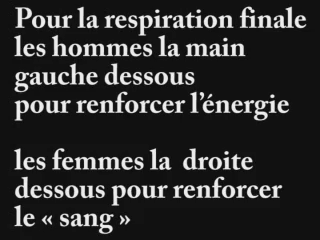 Pour la respiration finale
les hommes la main
gauche dessous
pour renforcer l’énergie
les femmes la droite
dessous pour renforcer
le « sang »